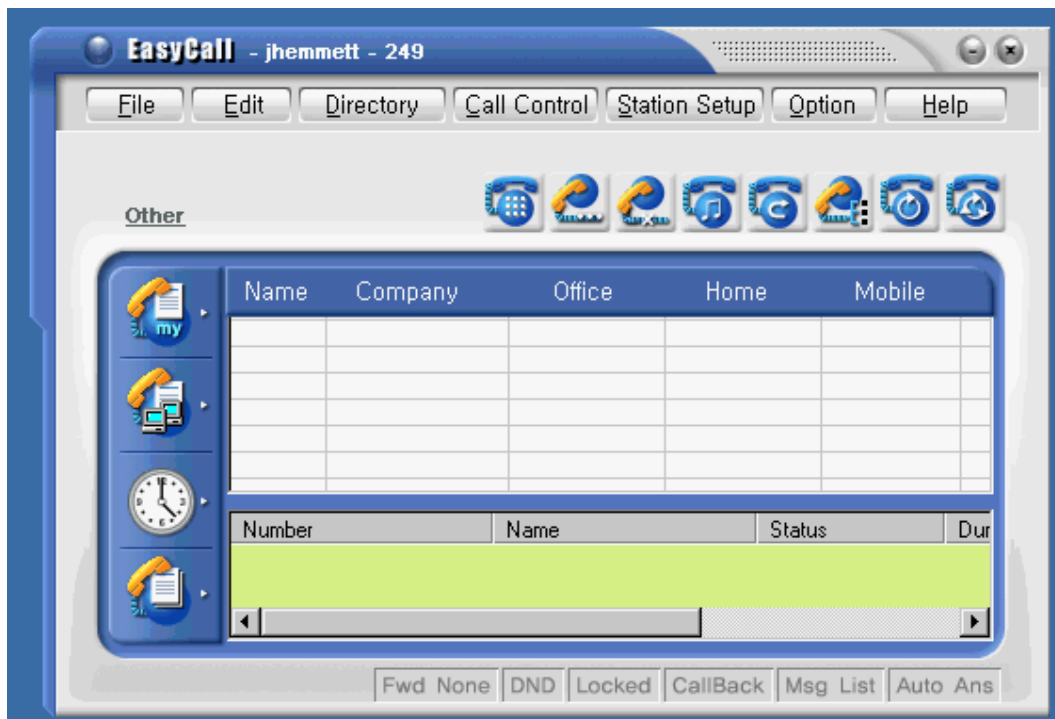 EasyCall - jhemmett - 249
File Edit Directory Call Control Station Setup Option Help
Other
Name Company Office Home Mobile
my
Number Name Status Dur
Fwd None DND Locked CallBack Msg List Auto Ans